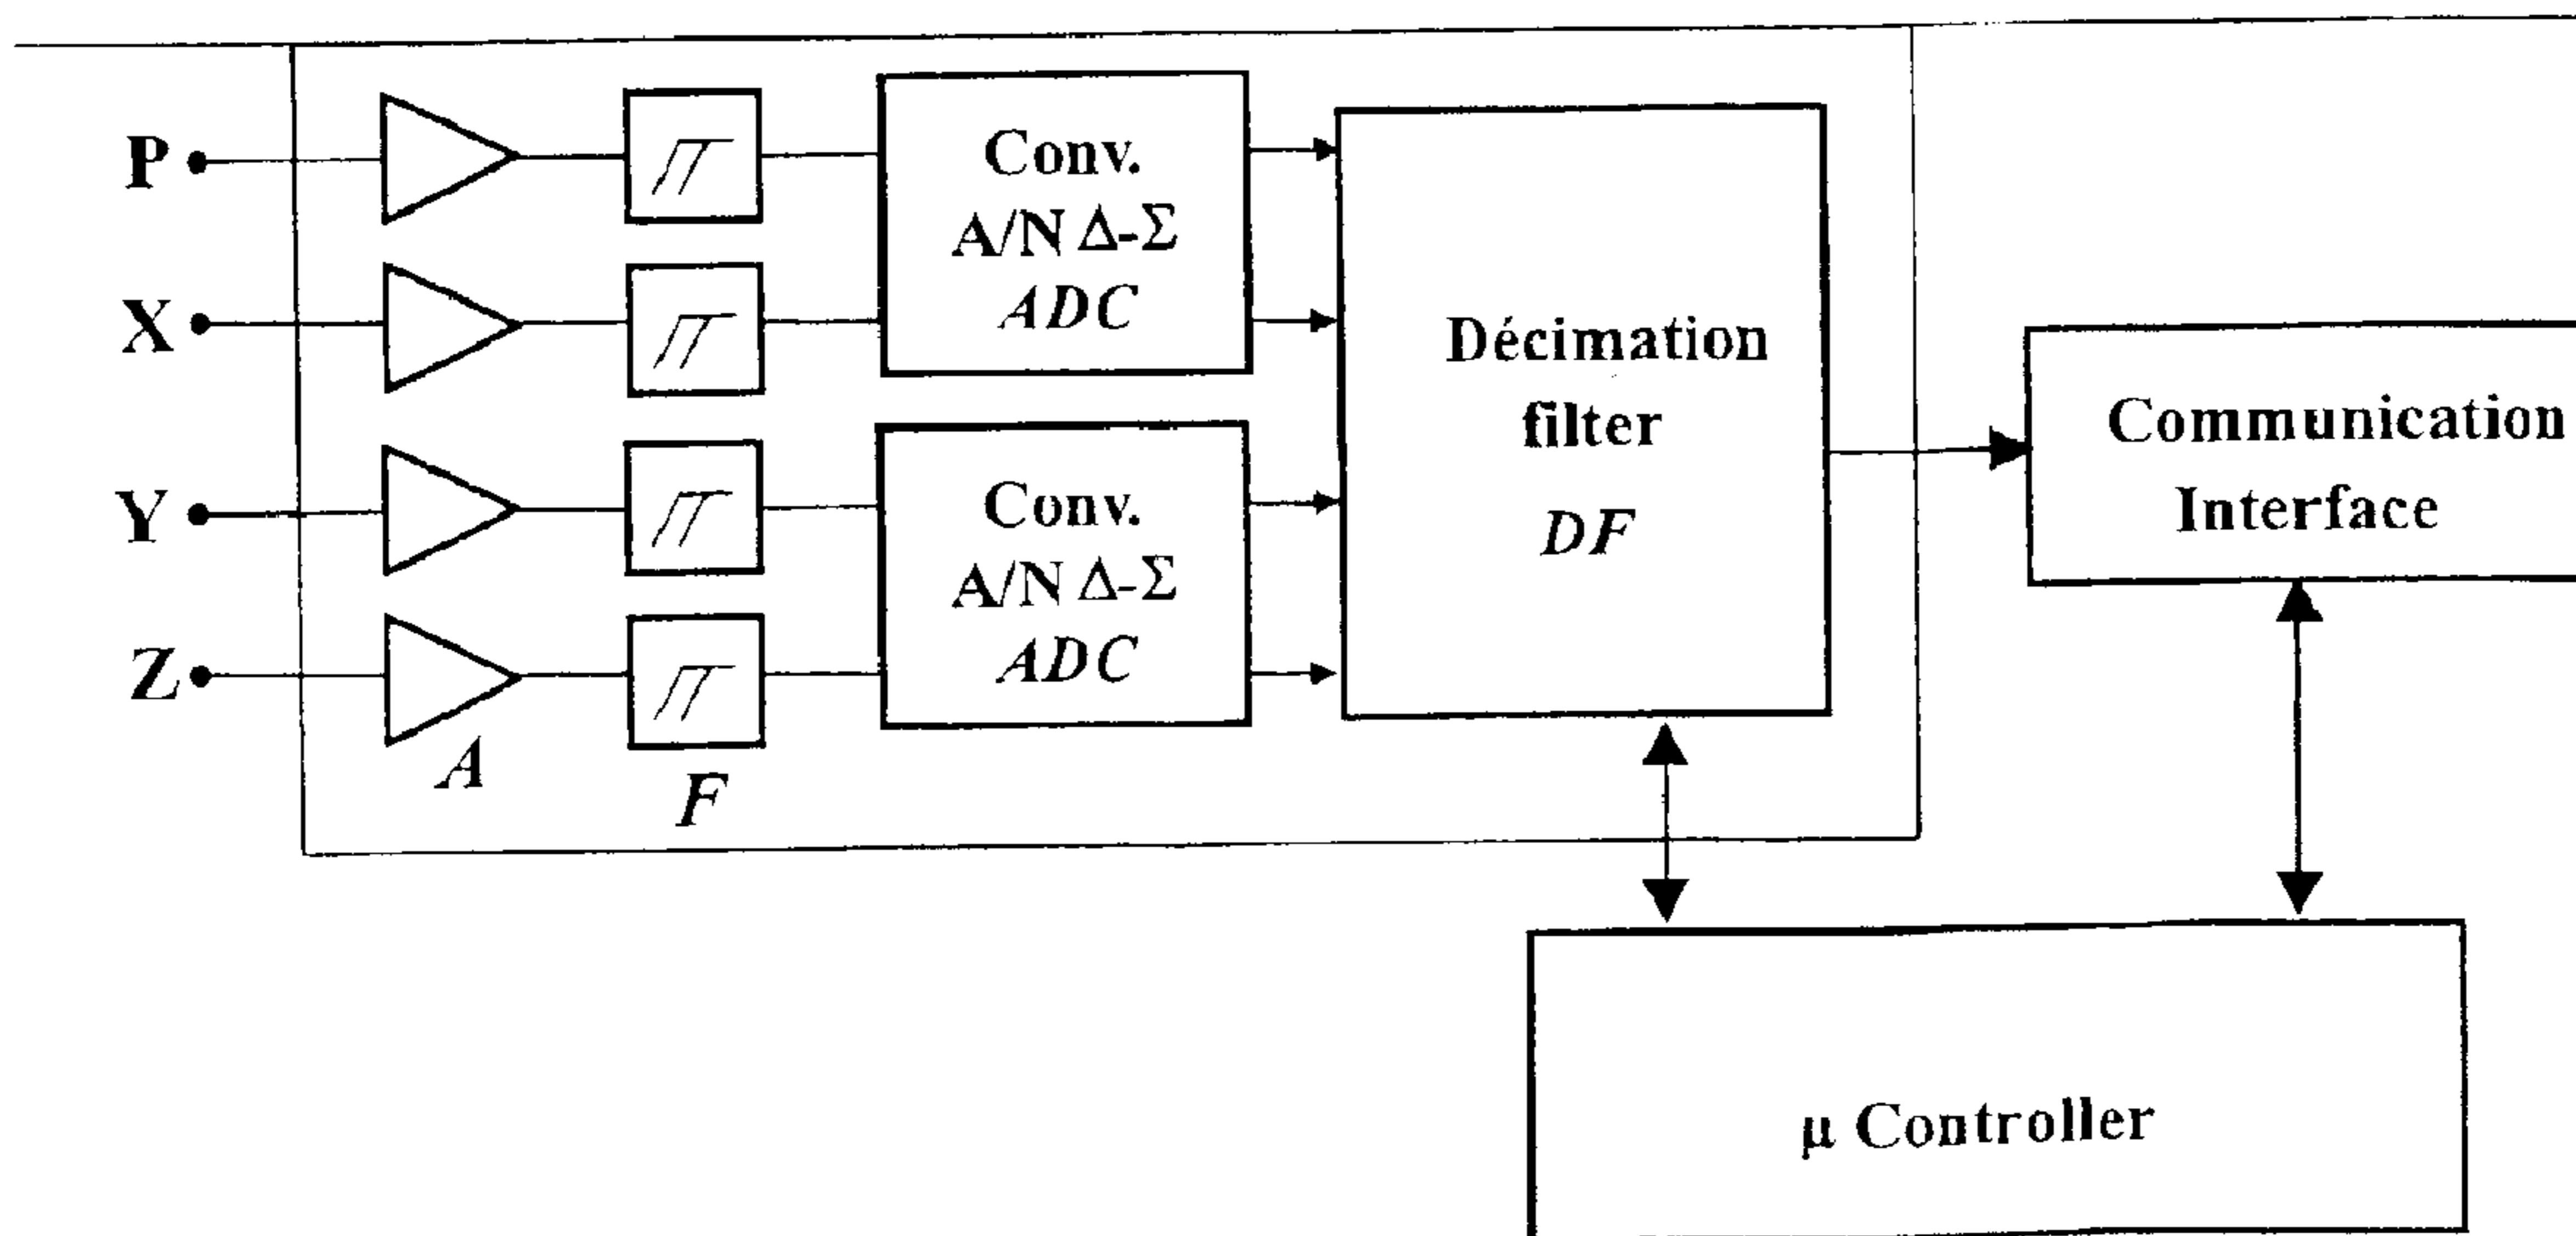 P
X
Y
Z
A
F
Conv.
A/N Δ-Σ
ADC
Conv.
A/N Δ-Σ
ADC
Décimation
filter
DF
Communication
Interface
μ Controller